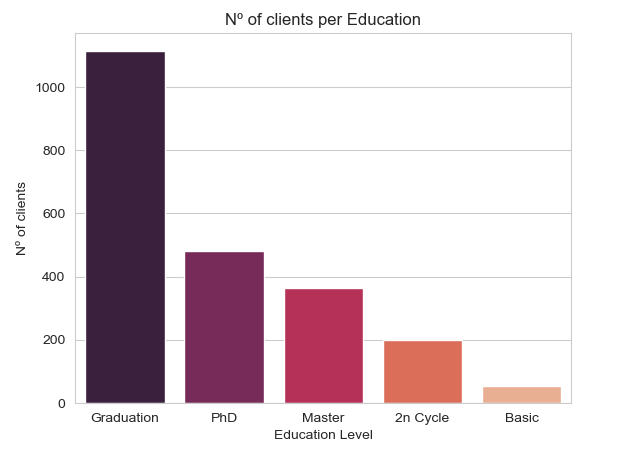 Nº of clients per Education
Nº of clients
1000
800
600
400
200
0
Graduation PhD Master 2n Cycle Basic
Education Level